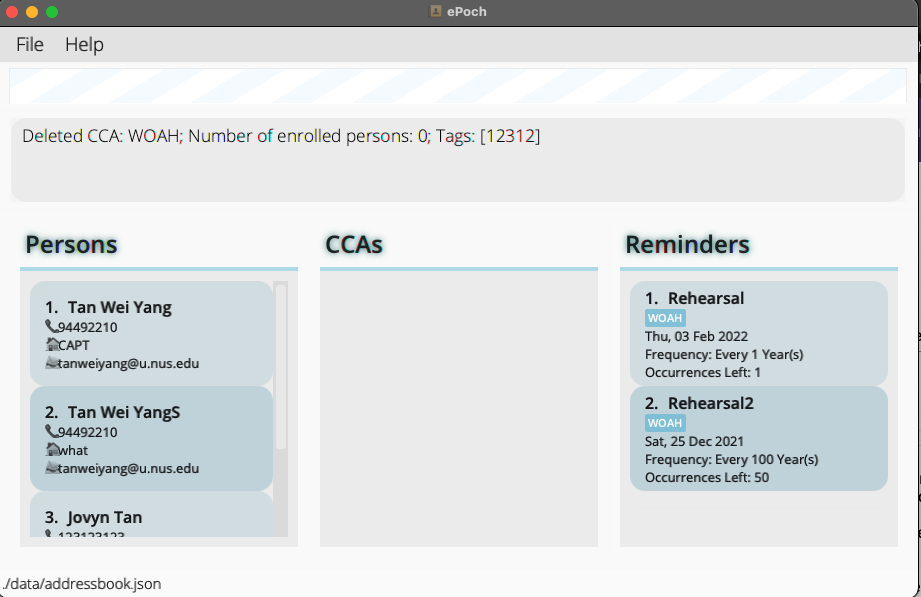 ePoch
File Help
Deleted CCA: WOAH; Number of enrolled persons: 0; Tags: [12312]
Persons
1. Tan Wei Yang
94492210
CAPT
tanweiyang@u.nus.edu
2. Tan Wei YangS
94492210
what
tanweiyang@u.nus.edu
3. Jovyn Tan
123123123
CCAs
Reminders
1. Rehearsal
WOAH
Thu, 03 Feb 2022
Frequency: Every 1 Year(s)
Occurrences Left: 1
2. Rehearsal2
WOAH
Sat, 25 Dec 2021
Frequency: Every 100 Year(s)
Occurrences Left: 50
./data/addressbook.json